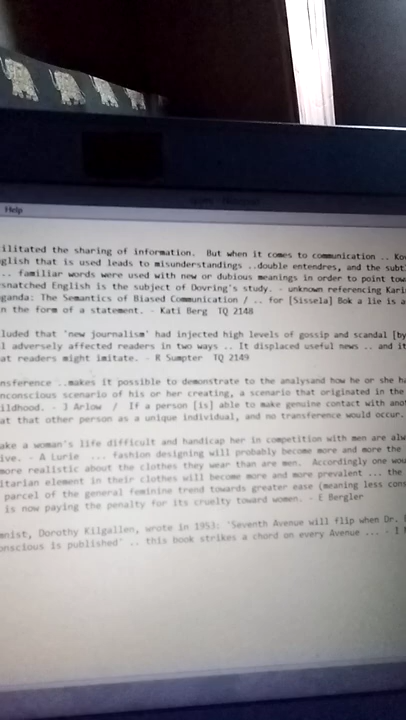 Help
ilitated the sharing of information.  But when it comes to communication .. Ko
glish that is used leads to misunderstandings ..double entendres, and the subt
.. familiar words were used with new or dubious meanings in order to point tow
snatched English is the subject of Dovring's study. - unknown referencing Kari
ganda: The Semantics of Biased Communication / .. for [Sissela] Bok a lie is a
n the form of a statement. - Kati Berg  TQ 2148
luded that 'new journalism' had injected high levels of gossip and scandal [by
l adversely affected readers in two ways .. It displaced useful news .. and it
at readers might imitate. - R Sumpter  TQ 2149
nsference ..makes it possible to demonstrate to the analysand how he or she ha
nconscious scenario of his or her creating, a scenario that originated in the
ildhood. - J Arlow  /  If a person [is] able to make genuine contact with anot
at that other person as a unique individual, and no transference would occur.
ake a woman's life difficult and handicap her in competition with men are alw
ive. - A Lurie  ... fashion designing will probably become more and more the
more realistic about the clothes they wear than are men.  Accordingly one woul
itarian element in their clothes will become more and more prevalent ... the
parcel of the general feminine trend towards greater ease (meaning less cons
is now paying the penalty for its cruelty toward women. - E Bergler
mnist, Dorothy Kilgallen, wrote in 1953: 'Seventh Avenue will flip when Dr.
onscious is published' .. this book strikes a chord on every Avenue ... -